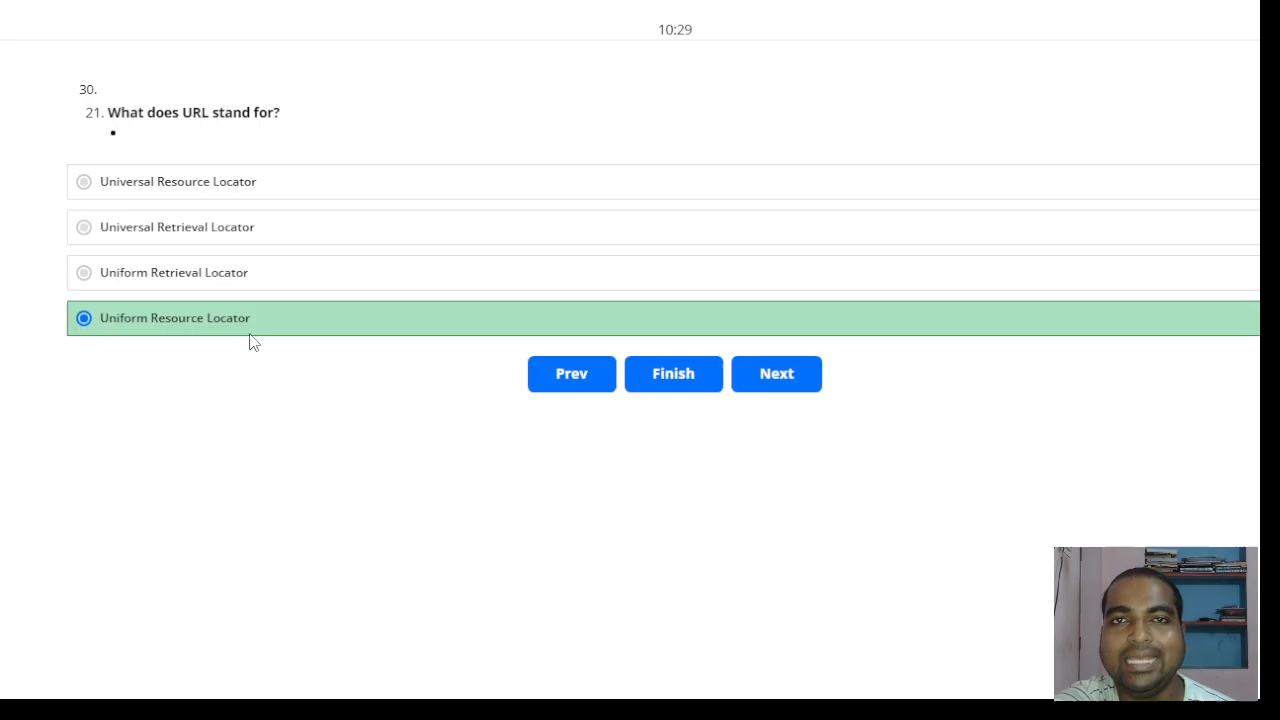 10:29
30.
21. What does URL stand for?
Universal Resource Locator
Universal Retrieval Locator
Uniform Retrieval Locator
Uniform Resource Locator
Prev Finish Next